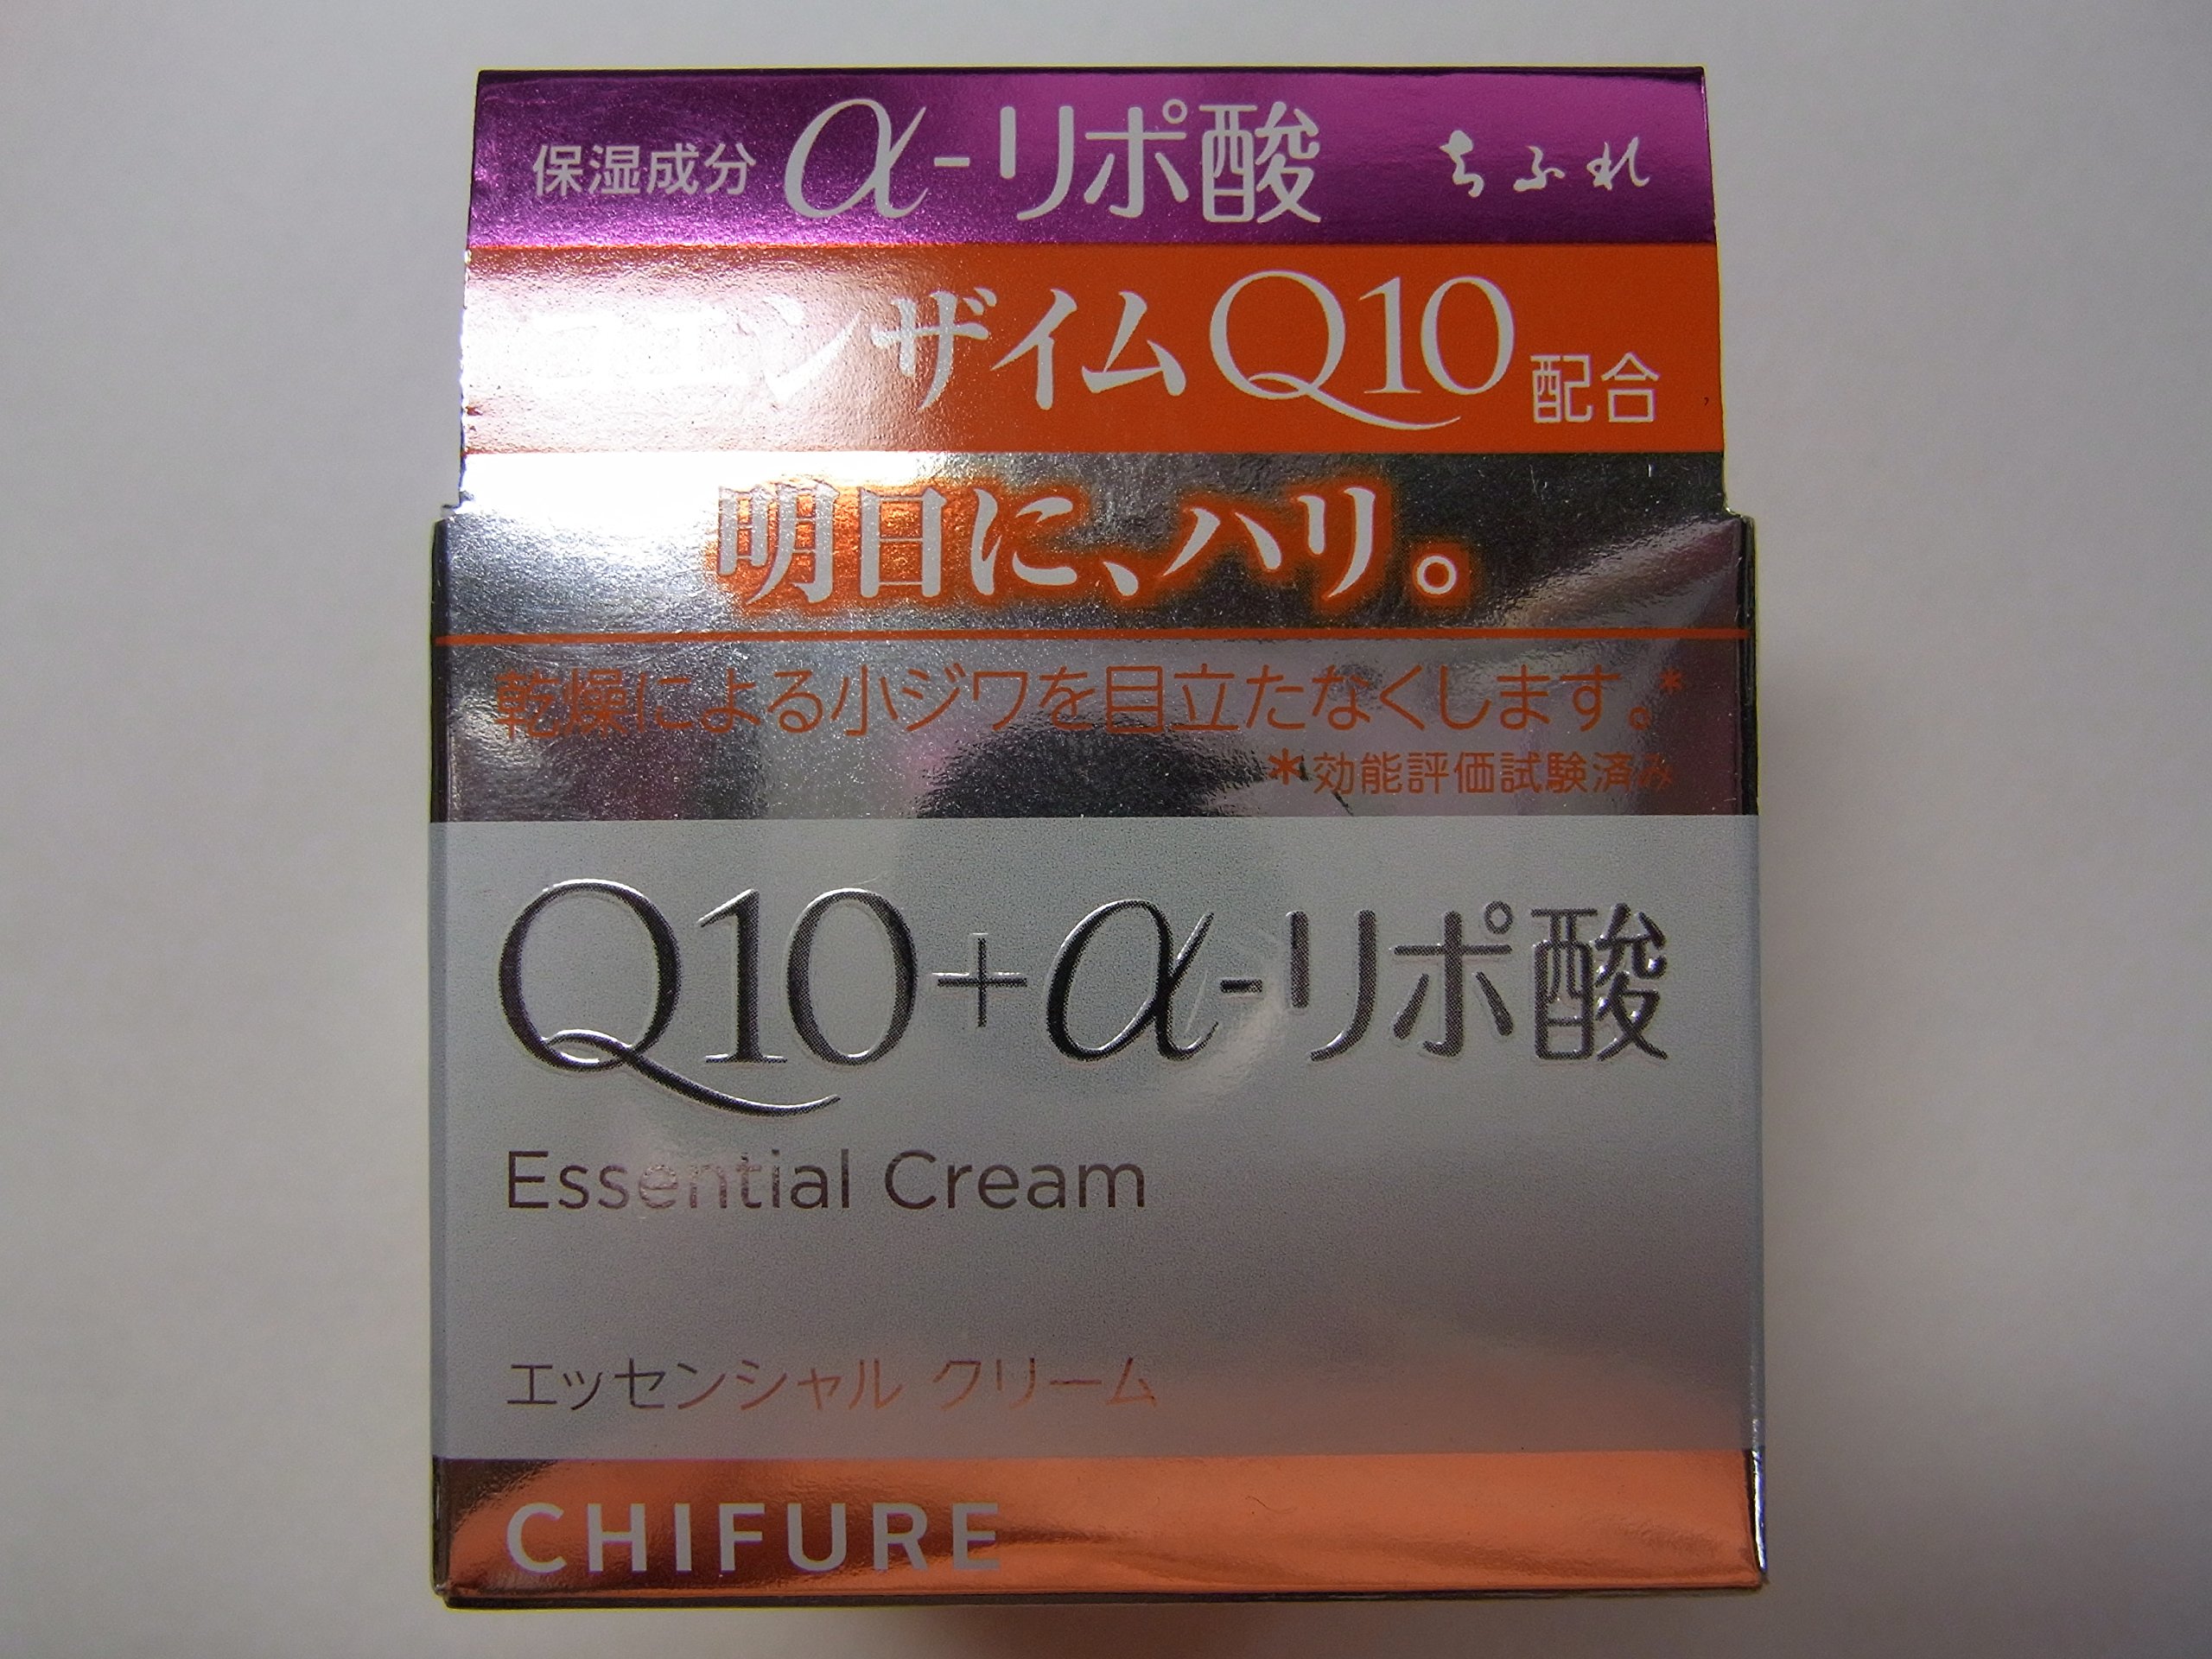 保湿成分 α-リポ酸 ちふれ
コエンザイムQ10 配合
明日に、ハリ。
乾燥による小ジワを目立たなくします。*
*効能評価試験済み
Q10+α-リポ酸
Essential Cream
エッセンシャル クリーム
CHIFURE